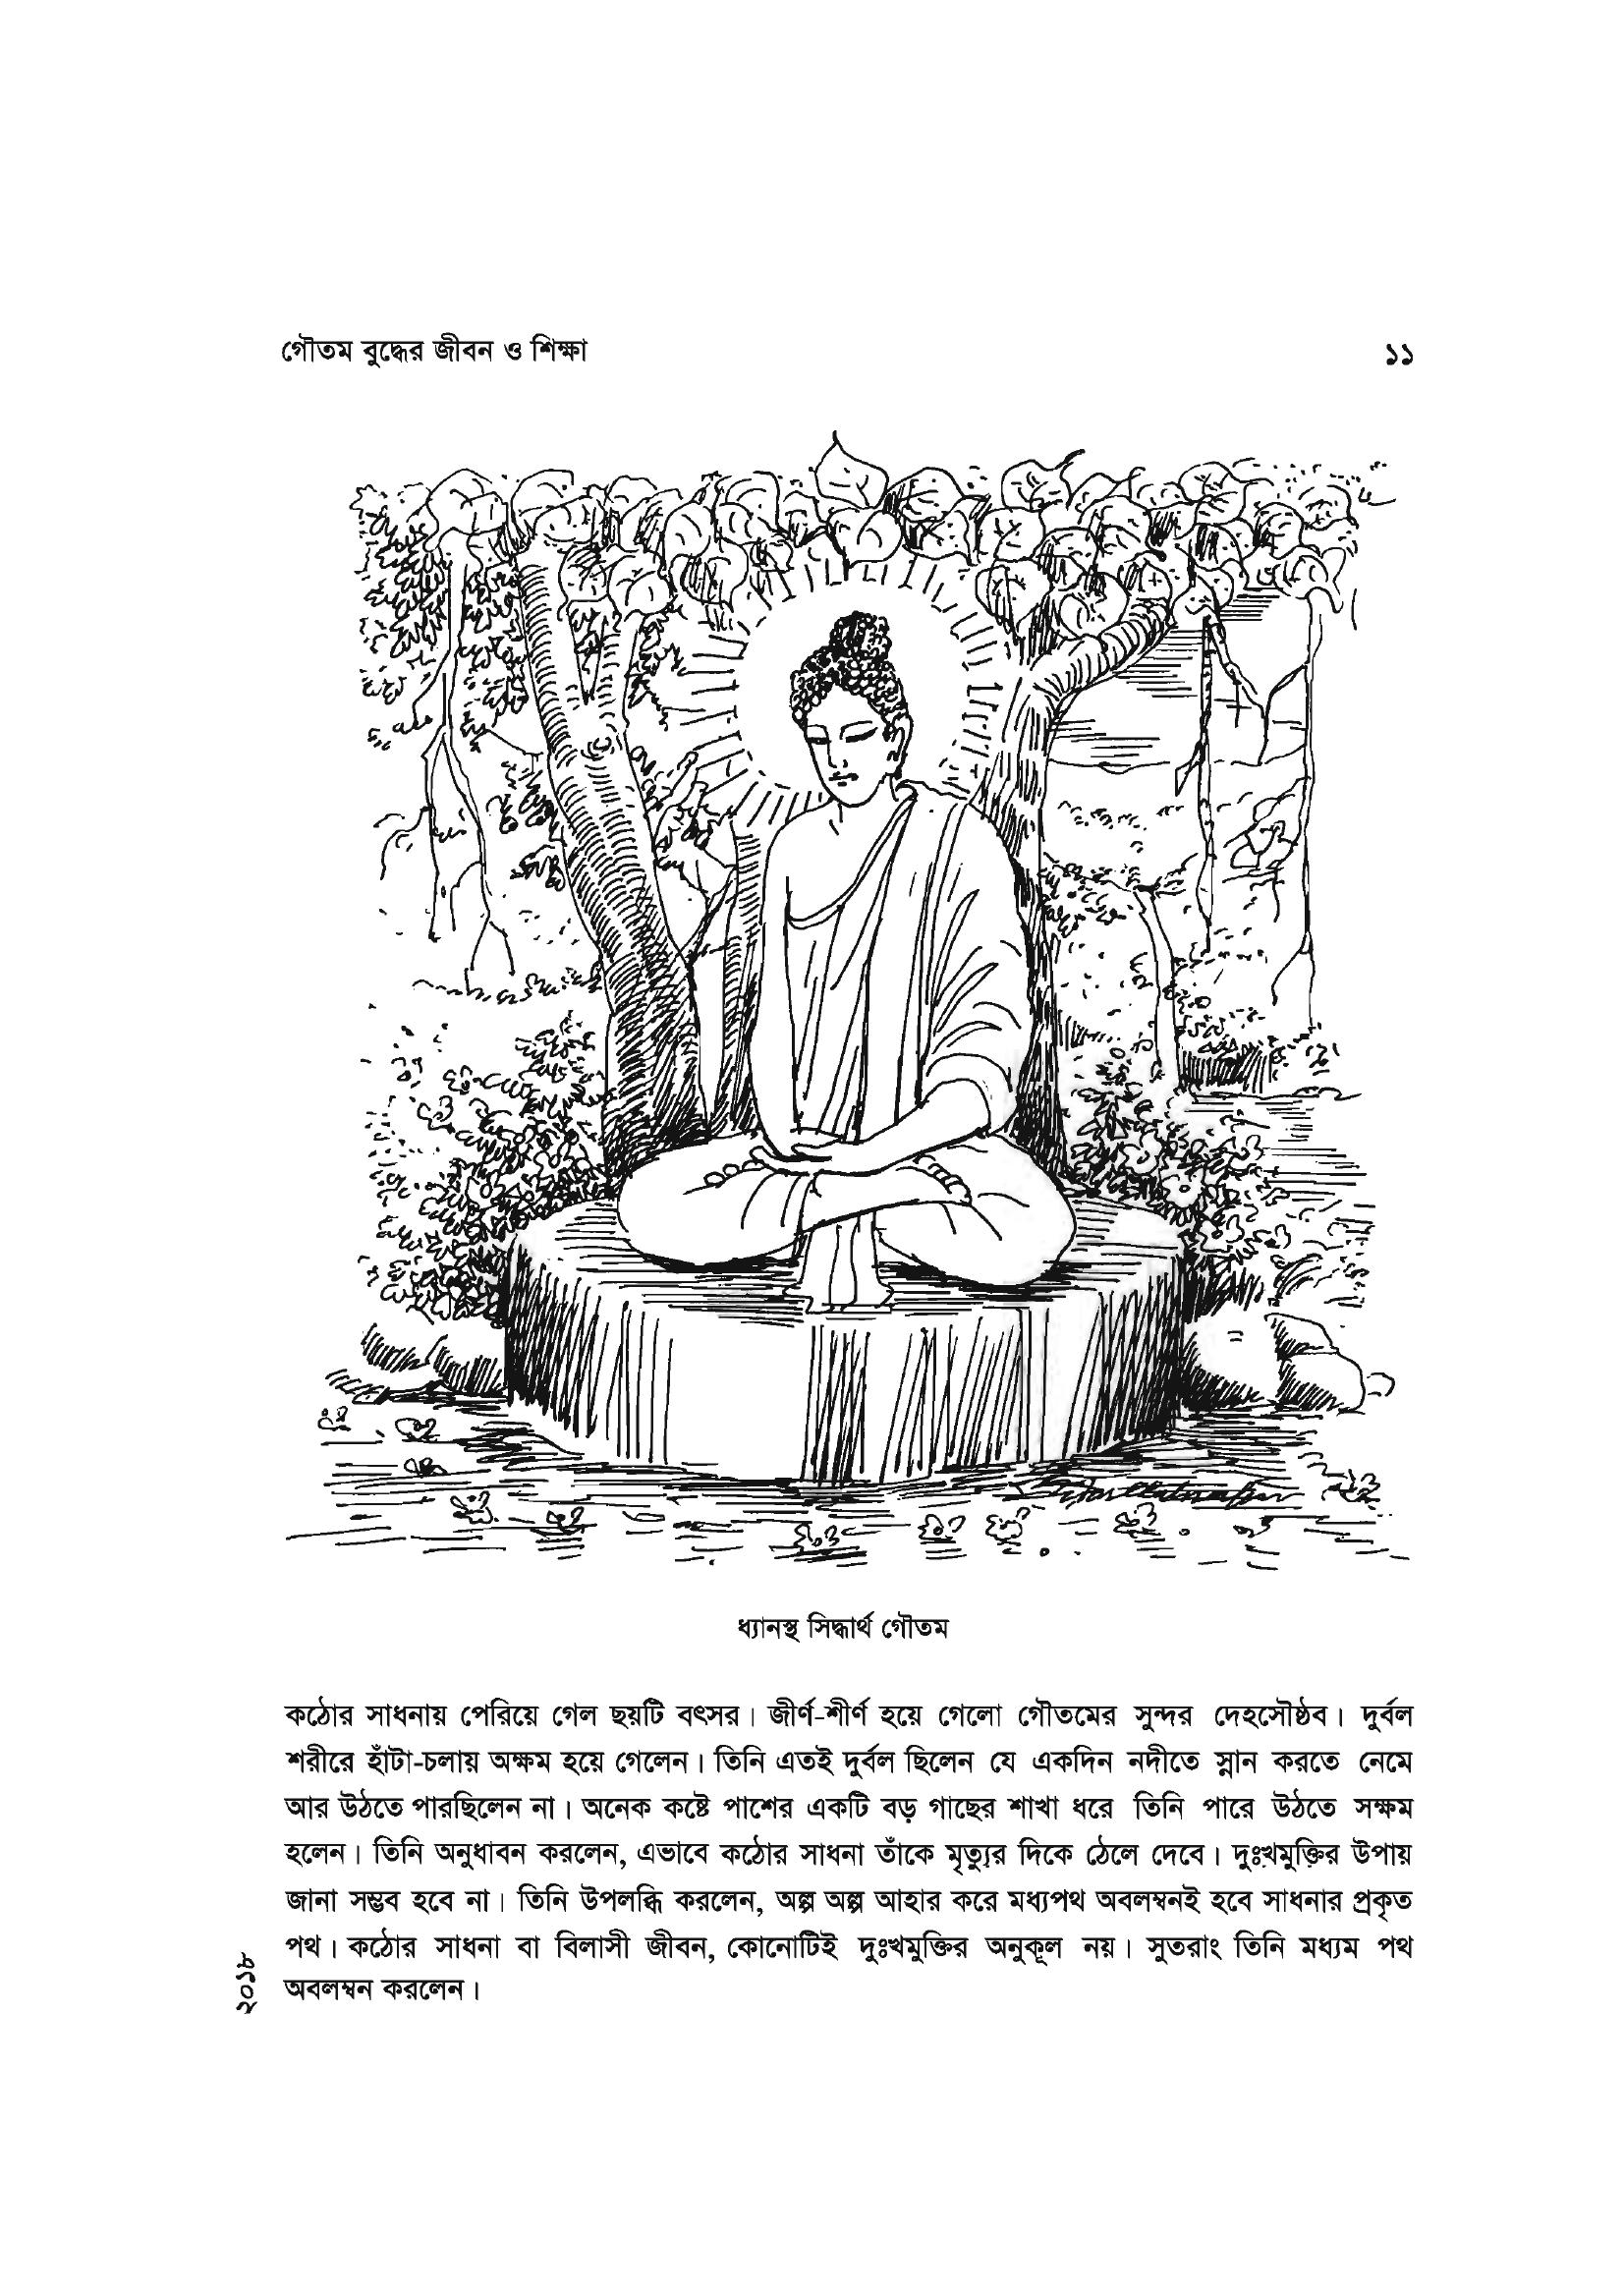 গৌতম বুদ্ধের জীবন ও শিক্ষা ১১
ধ্যানস্থ সিদ্ধার্থ গৌতম
কঠোর সাধনায় পেরিয়ে গেল ছয়টি বৎসর। জীর্ণ-শীর্ণ হয়ে গেলো গৌতমের সুন্দর দেহসৌষ্ঠব। দুর্বল
শরীরে হাঁটা-চলায় অক্ষম হয়ে গেলেন। তিনি এতই দুর্বল ছিলেন যে একদিন নদীতে স্নান করতে নেমে
আর উঠতে পারছিলেন না। অনেক কষ্টে পাশের একটি বড় গাছের শাখা ধরে তিনি পারে উঠতে সক্ষম
হলেন। তিনি অনুধাবন করলেন, এভাবে কঠোর সাধনা তাঁকে মৃত্যুর দিকে ঠেলে দেবে। দুঃখমুক্তির উপায়
জানা সম্ভব হবে না। তিনি উপলব্ধি করলেন, অল্প অল্প আহার করে মধ্যপথ অবলম্বনই হবে সাধনার প্রকৃত
পথ। কঠোর সাধনা বা বিলাসী জীবন, কোনোটিই দুঃখমুক্তির অনুকূল নয়। সুতরাং তিনি মধ্যম পথ
অবলম্বন করলেন।
২০১৮